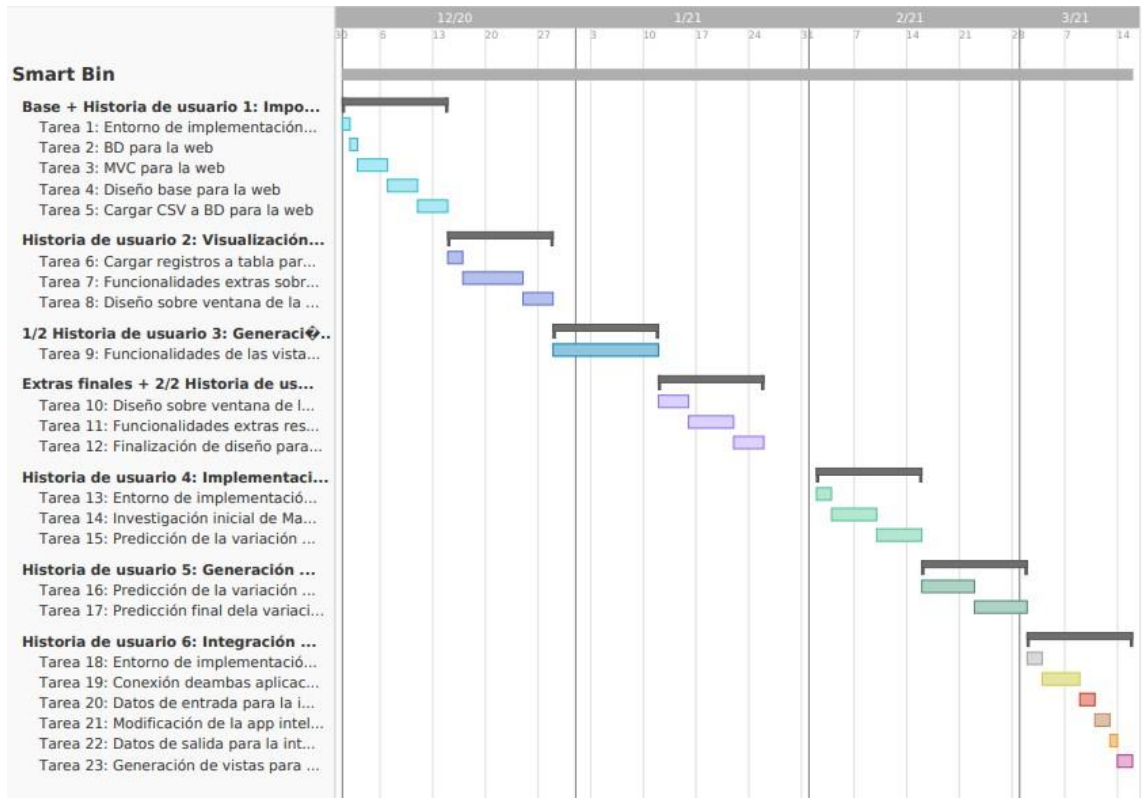 12/20 1/21 2/21 3/21
30 6 13 20 27 3 10 17 24 31 7 14 21 28 7 14
Smart Bin
Base + Historia de usuario 1: Impo...
Tarea 1: Entorno de implementación...
Tarea 2: BD para la web
Tarea 3: MVC para la web
Tarea 4: Diseño base para la web
Tarea 5: Cargar CSV a BD para la web
Historia de usuario 2: Visualización...
Tarea 6: Cargar registros a tabla par...
Tarea 7: Funcionalidades extras sobr...
Tarea 8: Diseño sobre ventana de la ...
1/2 Historia de usuario 3: Generaci�..
Tarea 9: Funcionalidades de las vista...
Extras finales + 2/2 Historia de us...
Tarea 10: Diseño sobre ventana de l...
Tarea 11: Funcionalidades extras res...
Tarea 12: Finalización de diseño para...
Historia de usuario 4: Implementaci...
Tarea 13: Entorno de implementació...
Tarea 14: Investigación inicial de Ma...
Tarea 15: Predicción de la variación ...
Historia de usuario 5: Generación ...
Tarea 16: Predicción de la variación ...
Tarea 17: Predicción final dela variaci...
Historia de usuario 6: Integración ...
Tarea 18: Entorno de implementació...
Tarea 19: Conexión deambas aplicac...
Tarea 20: Datos de entrada para la i...
Tarea 21: Modificación de la app intel...
Tarea 22: Datos de salida para la int...
Tarea 23: Generación de vistas para ...